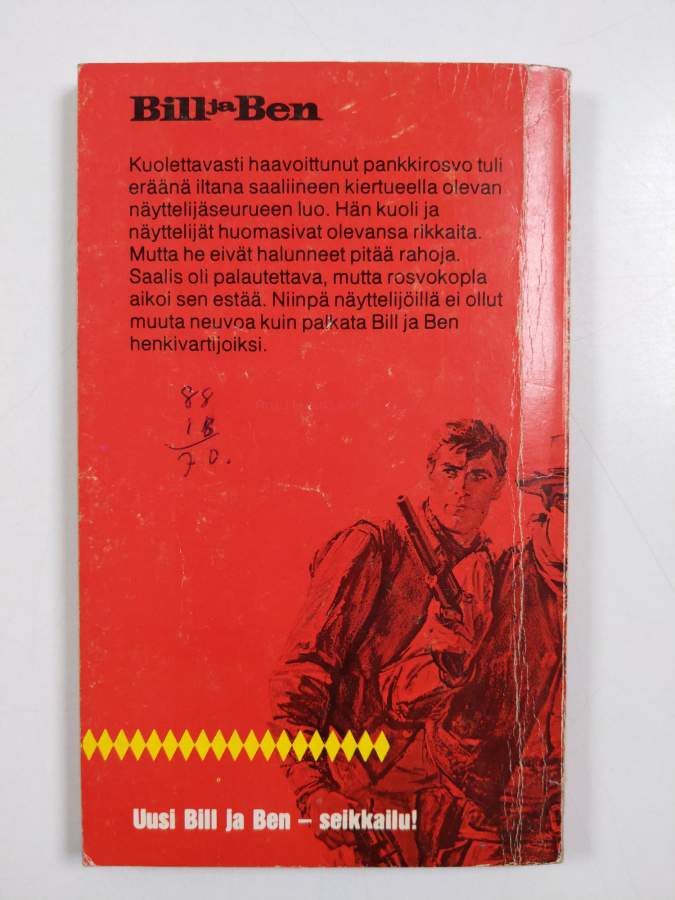 Bill ja Ben
Kuolettavasti haavoittunut pankkirosvo tuli
eräänä iltana saaliineen kiertueella olevan
näyttelijäseurueen luo. Hän kuoli ja
näyttelijät huomasivat olevansa rikkaita.
Mutta he eivät halunneet pitää rahoja.
Saalis oli palautettava, mutta rosvokopla
aikoi sen estää. Niinpä näyttelijöillä ei ollut
muuta neuvoa kuin palkata Bill ja Ben
henkivartijoiksi.
88
Uusi Bill ja Ben – seikkailu!